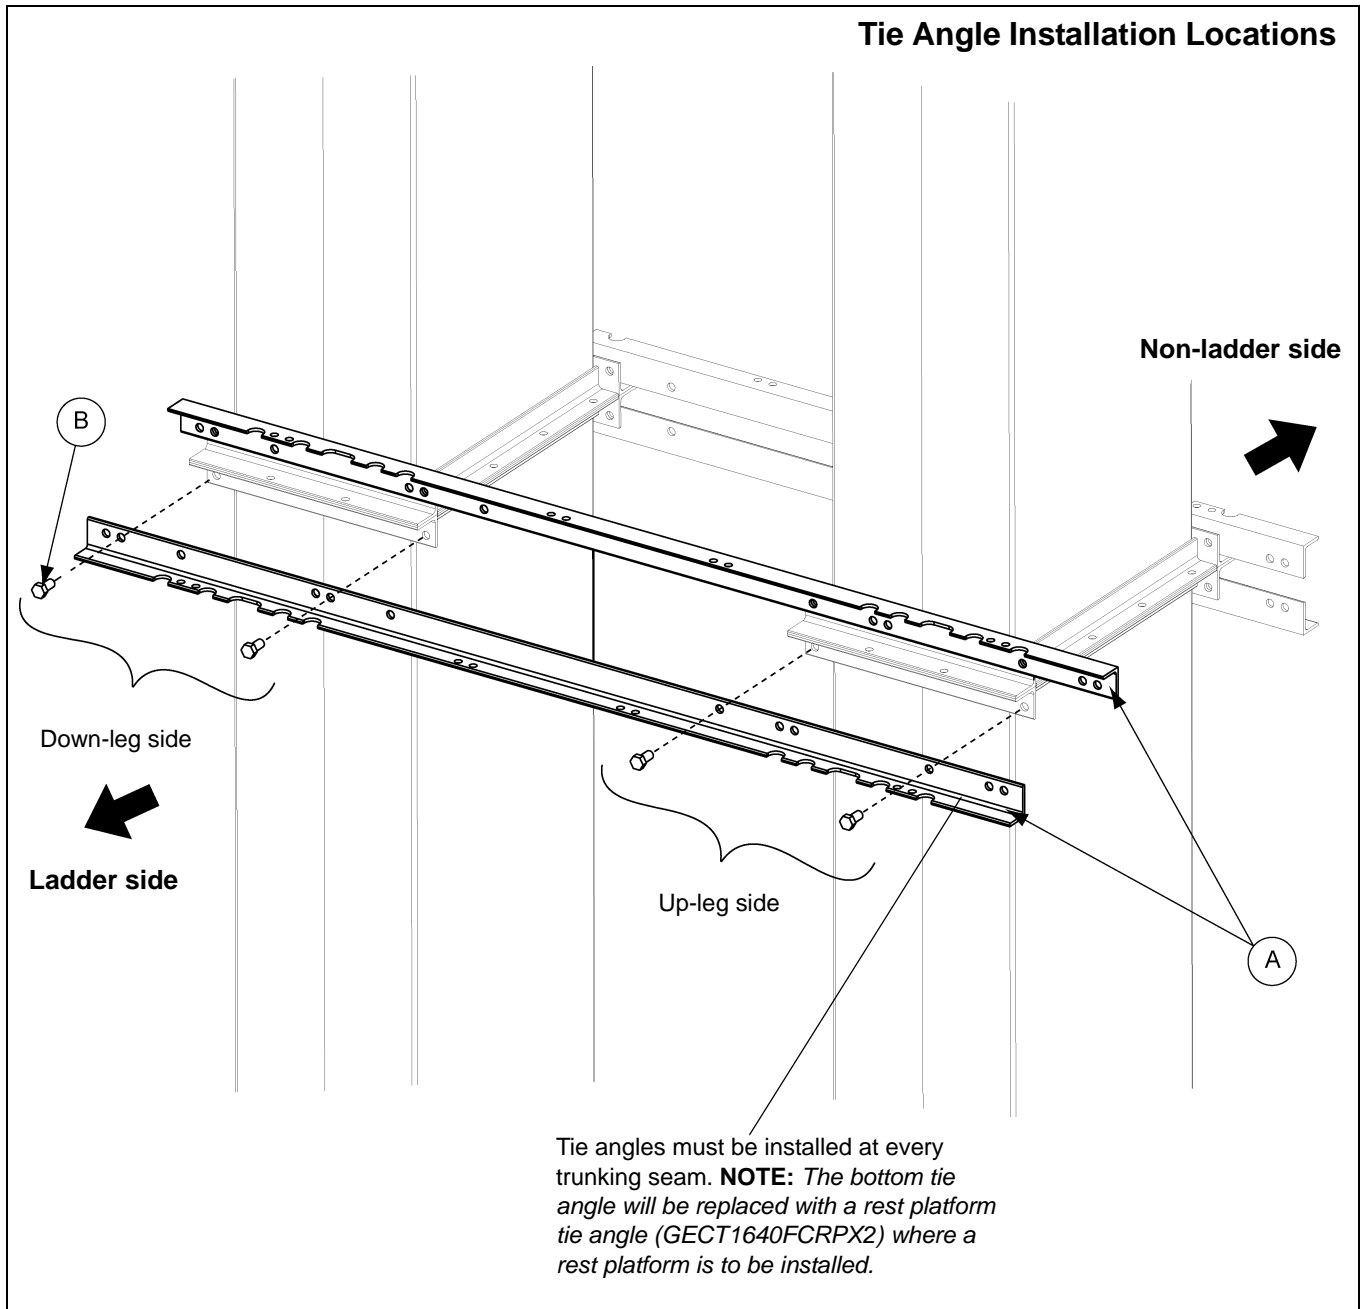 Tie Angle Installation Locations
Non-ladder side
B
Down-leg side
Ladder side
Up-leg side
A
Tie angles must be installed at every
trunking seam. NOTE: The bottom tie
angle will be replaced with a rest platform
tie angle (GECT1640FCRPX2) where a
rest platform is to be installed.